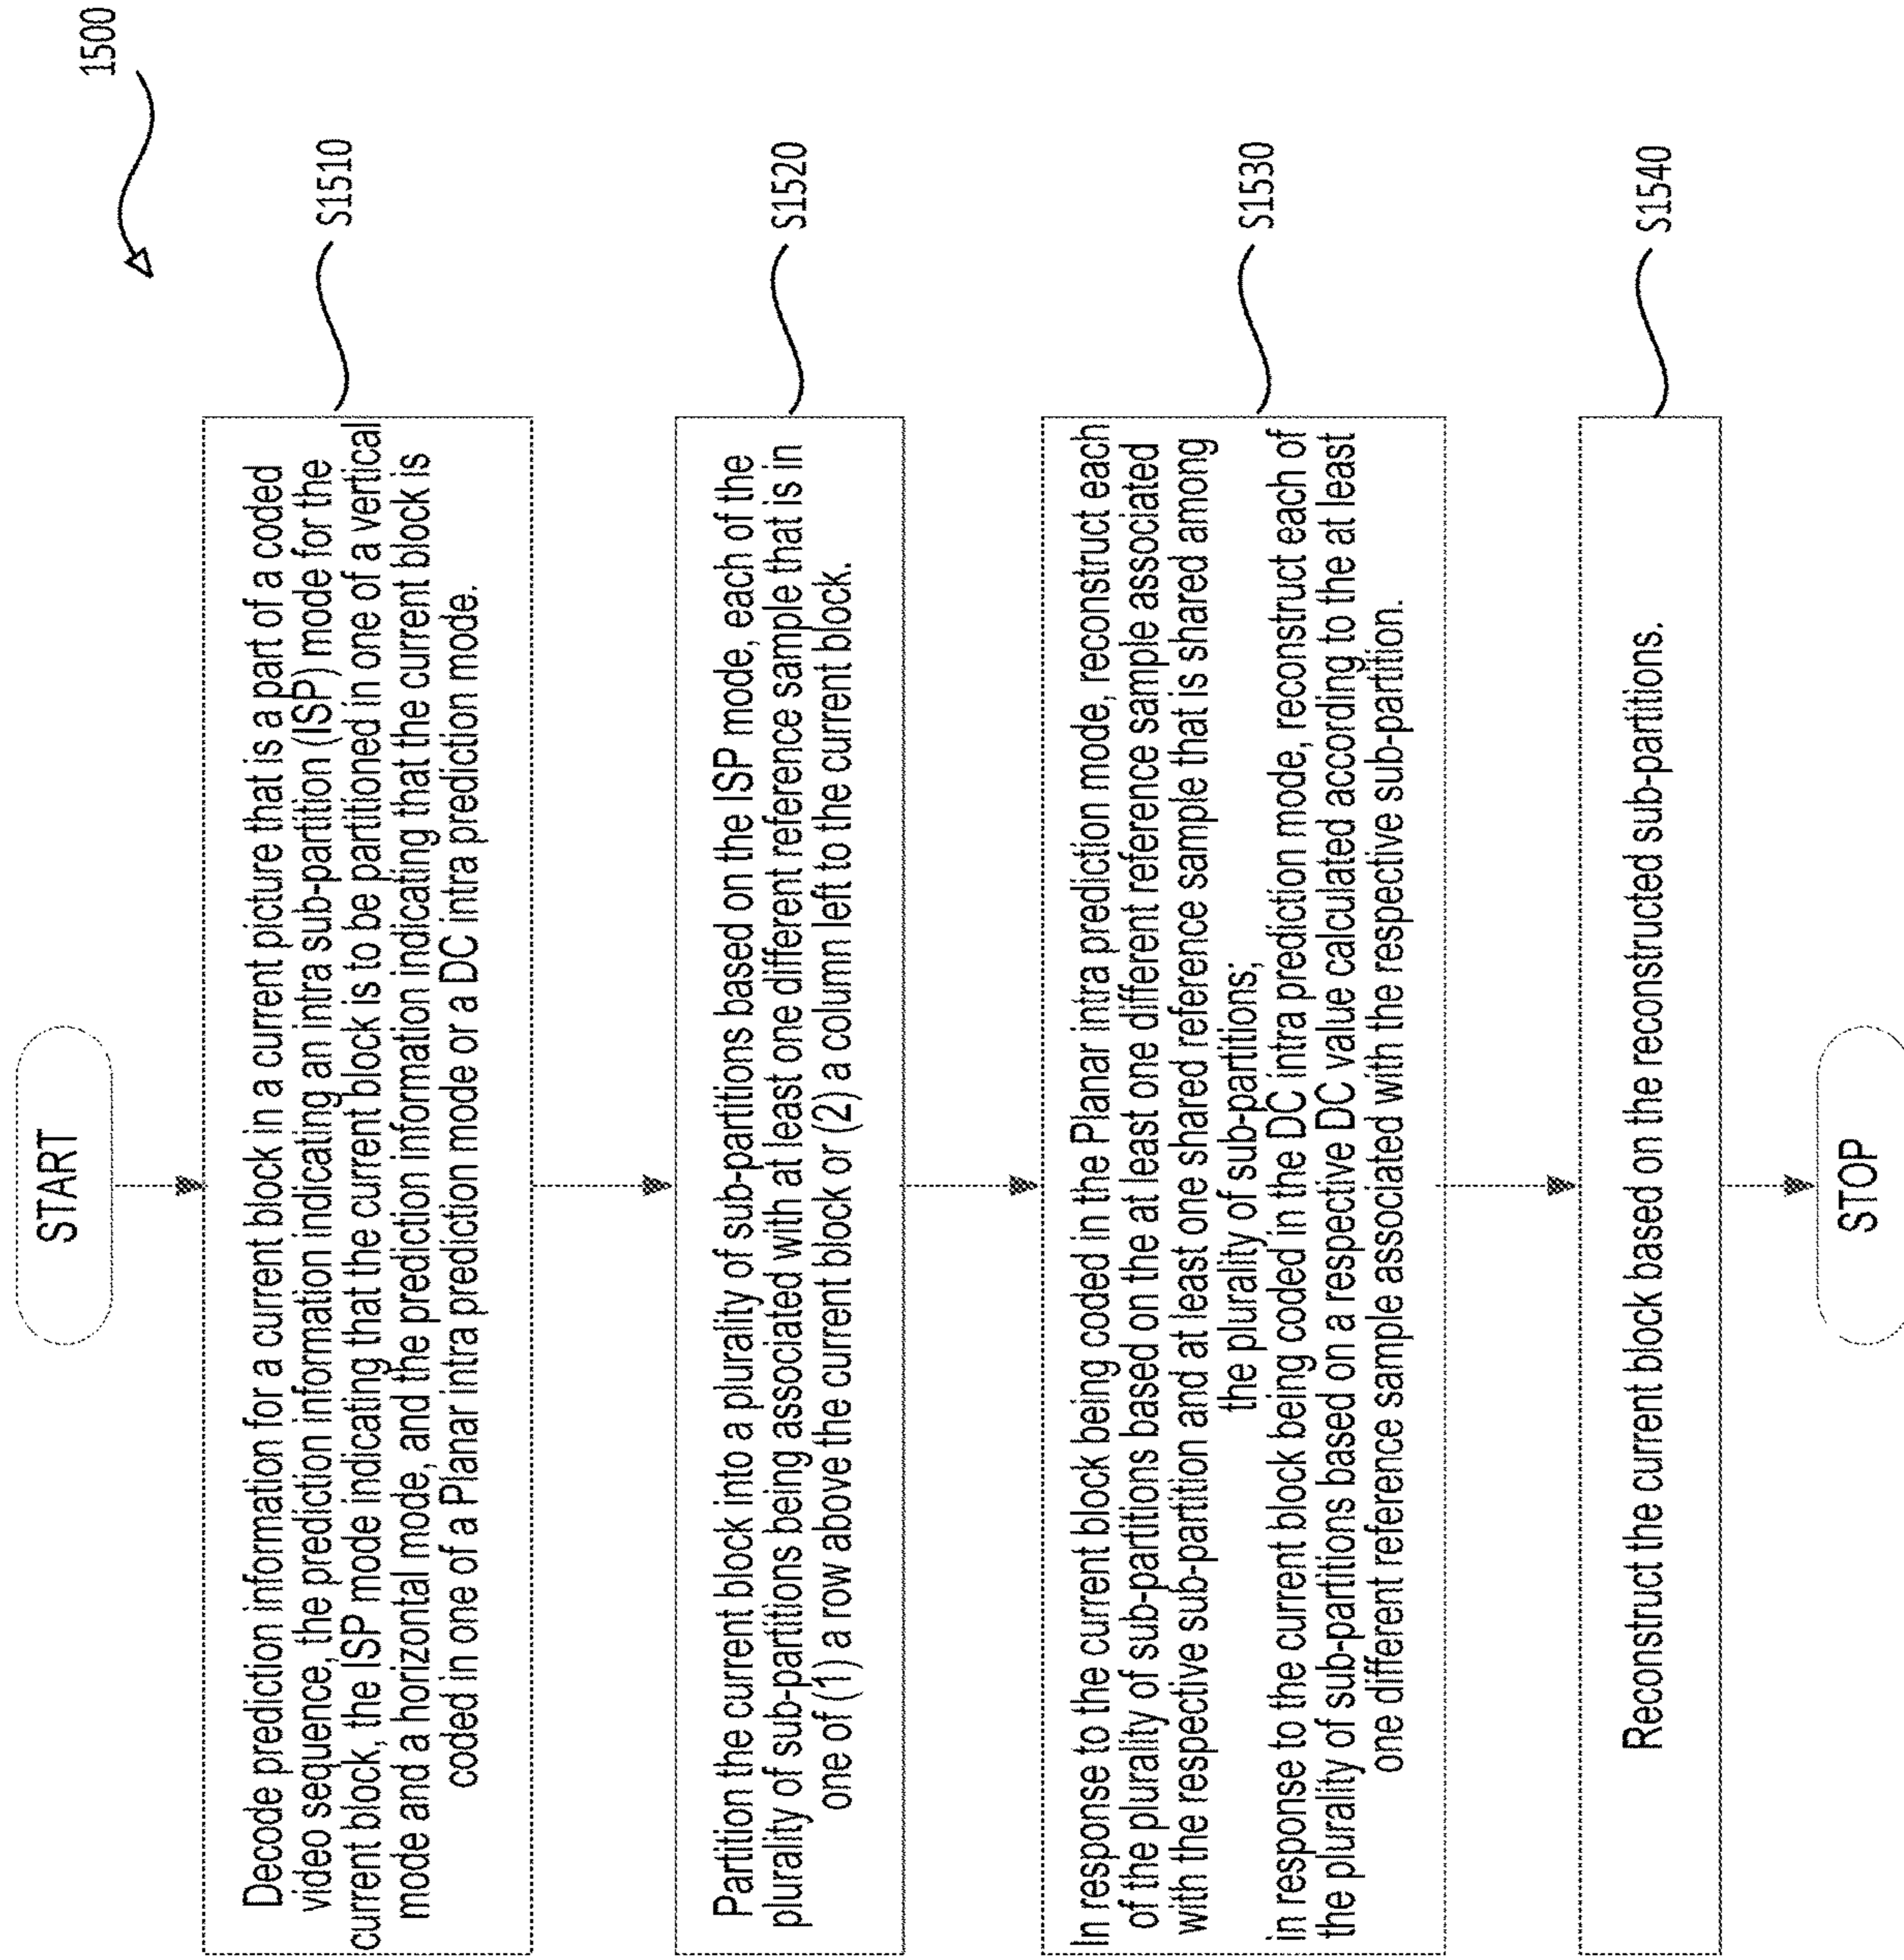 1500
START
Decode prediction information for a current block in a current picture that is a part of a coded
video sequence, the prediction information indicating an intra sub-partition (ISP) mode for the
current block, the ISP mode indicating that the current block is to be partitioned in one of a vertical
mode and a horizontal mode, and the prediction information indicating that the current block is
coded in one of a Planar intra prediction mode or a DC intra prediction mode.
S1510
Partition the current block into a plurality of sub-partitions based on the ISP mode, each of the
plurality of sub-partitions being associated with at least one different reference sample that is in
one of (1) a row above the current block or (2) a column left to the current block.
S1520
In response to the current block being coded in the Planar intra prediction mode, reconstruct each
of the plurality of sub-partitions based on the at least one different reference sample associated
with the respective sub-partition and at least one shared reference sample that is shared among
the plurality of sub-partitions;
in response to the current block being coded in the DC intra prediction mode, reconstruct each of
the plurality of sub-partitions based on a respective DC value calculated according to the at least
one different reference sample associated with the respective sub-partition.
S1530
Reconstruct the current block based on the reconstructed sub-partitions.
S1540
STOP